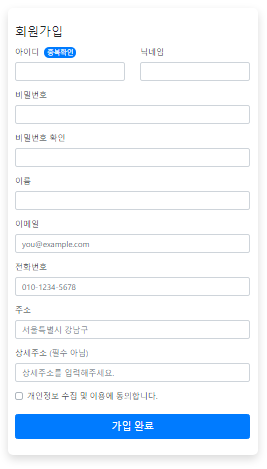 회원가입
아이디 중복확인 닉네임
비밀번호
비밀번호 확인
이름
이메일
you@example.com
전화번호
010-1234-5678
주소
서울특별시 강남구
상세주소 (필수 아님)
상세주소를 입력해주세요.
개인정보 수집 및 이용에 동의합니다.
가입 완료